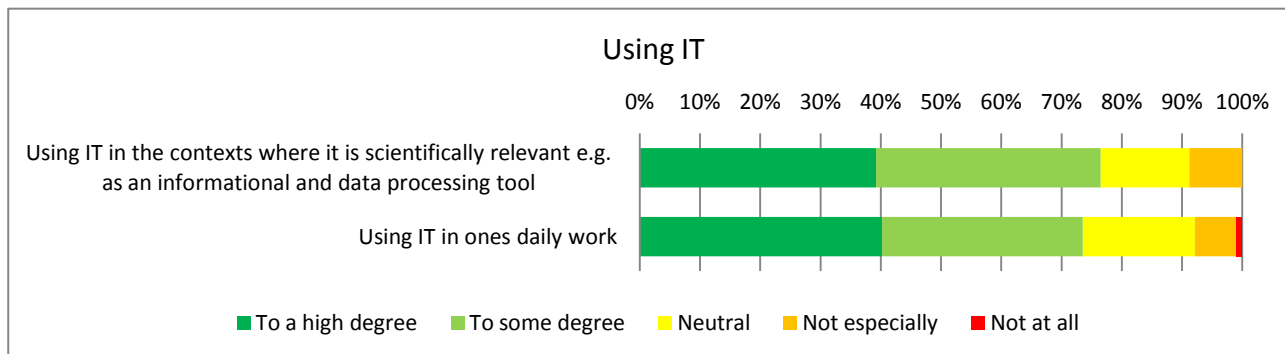 Using IT
0% 10% 20% 30% 40% 50% 60% 70% 80% 90% 100%
Using IT in the contexts where it is scientifically relevant e.g.
as an informational and data processing tool
Using IT in ones daily work
To a high degree To some degree Neutral Not especially Not at all